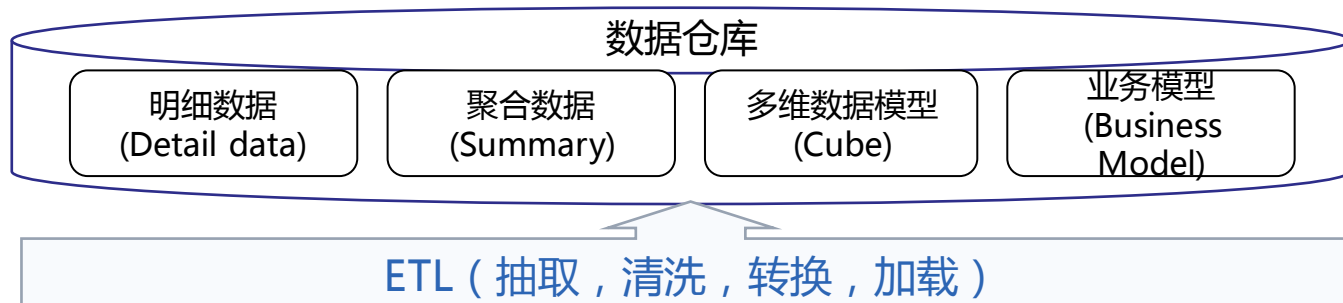 数据仓库
明细数据
(Detail data)
聚合数据
(Summary)
多维数据模型
(Cube)
业务模型
(Business
Model)
ETL（抽取，清洗，转换，加载）